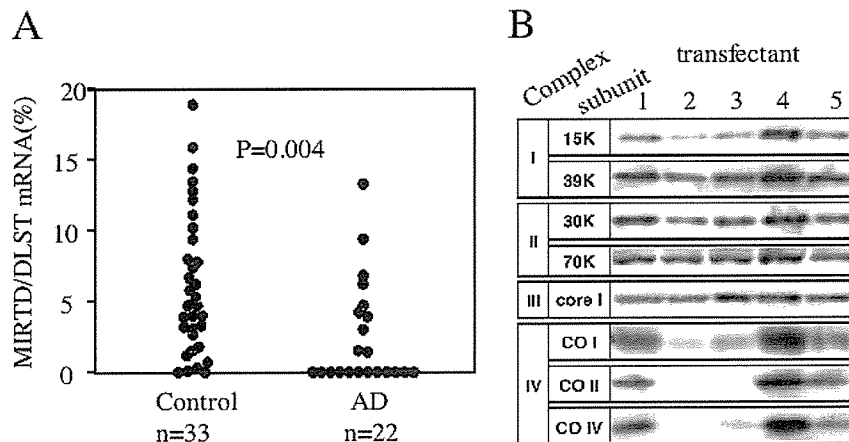 A
MIRTD/DLST mRNA(%)
20
15
10
5
0
P=0.004
Control
n=33
AD
n=22
B
Complex
subunit
transfectant
1 2 3 4 5
I
15K
39K
II
30K
70K
III
core I
IV
CO I
CO II
CO IV